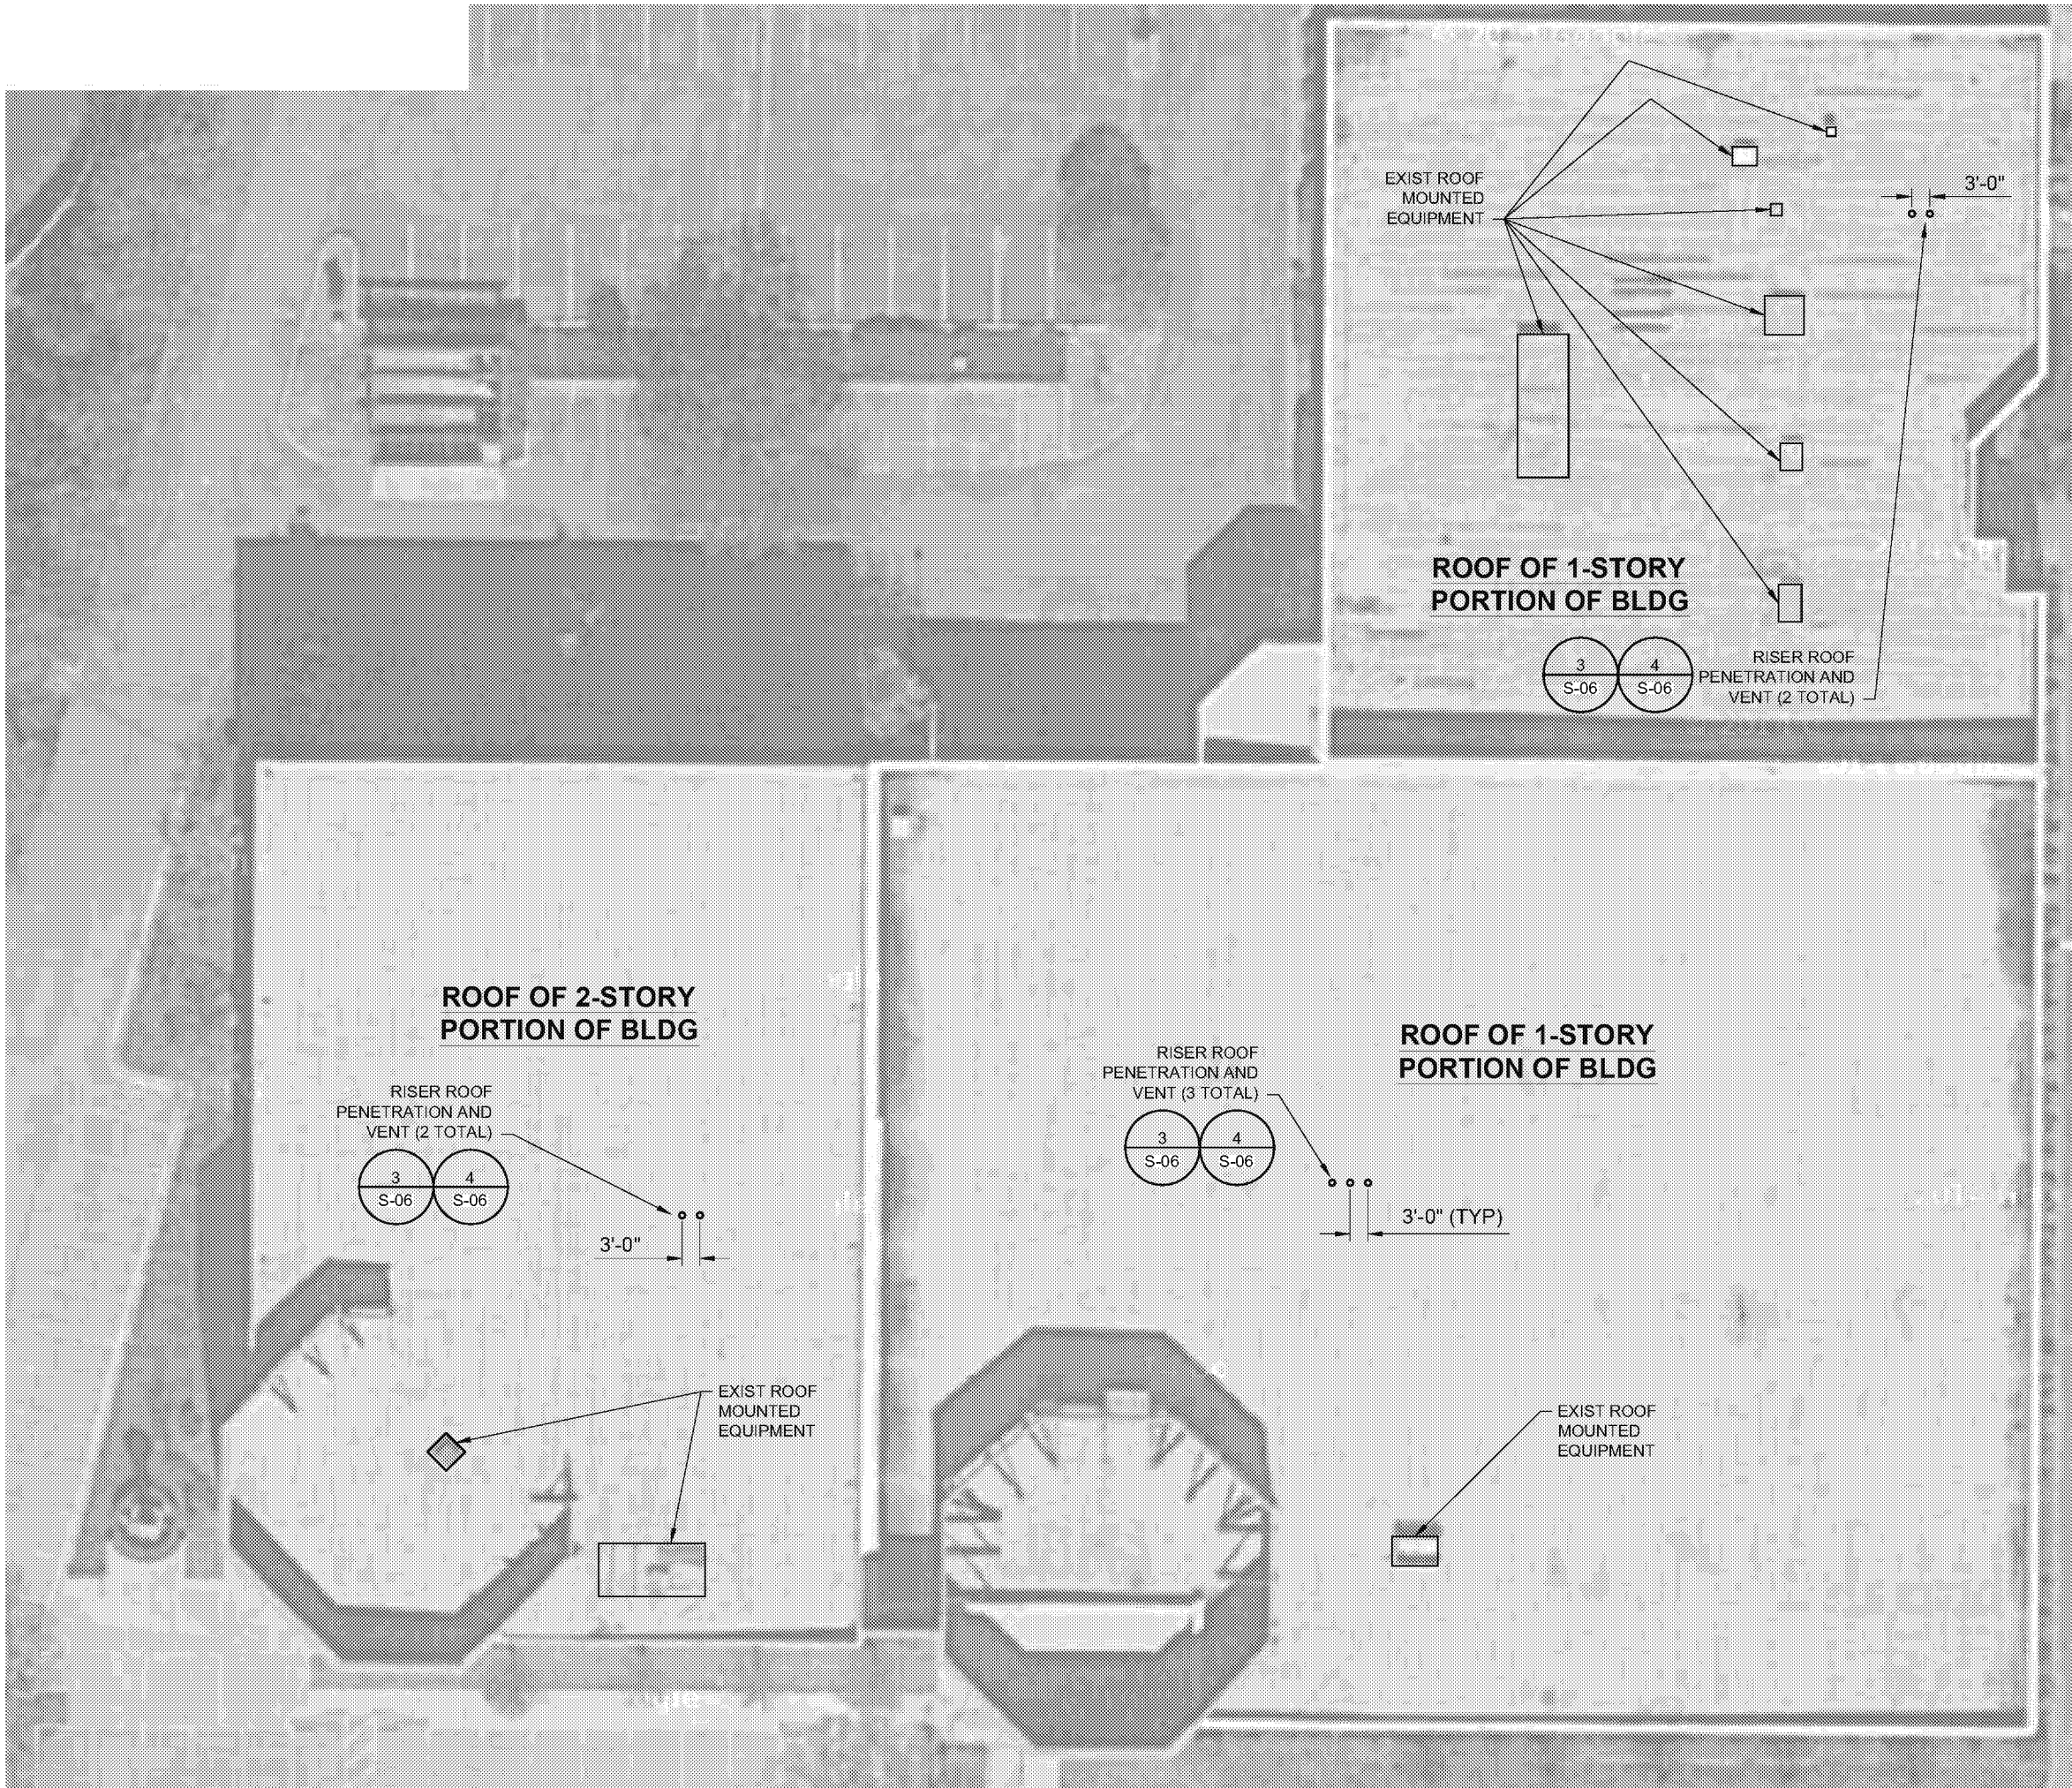 EXIST ROOF
MOUNTED
EQUIPMENT
3'-0"
ROOF OF 1-STORY
PORTION OF BLDG
3
S-06
4
S-06
RISER ROOF
PENETRATION AND
VENT (2 TOTAL)
ROOF OF 2-STORY
PORTION OF BLDG
RISER ROOF
PENETRATION AND
VENT (2 TOTAL)
3
S-06
4
S-06
3'-0"
EXIST ROOF
MOUNTED
EQUIPMENT
ROOF OF 1-STORY
PORTION OF BLDG
RISER ROOF
PENETRATION AND
VENT (3 TOTAL)
3
S-06
4
S-06
3'-0" (TYP)
EXIST ROOF
MOUNTED
EQUIPMENT